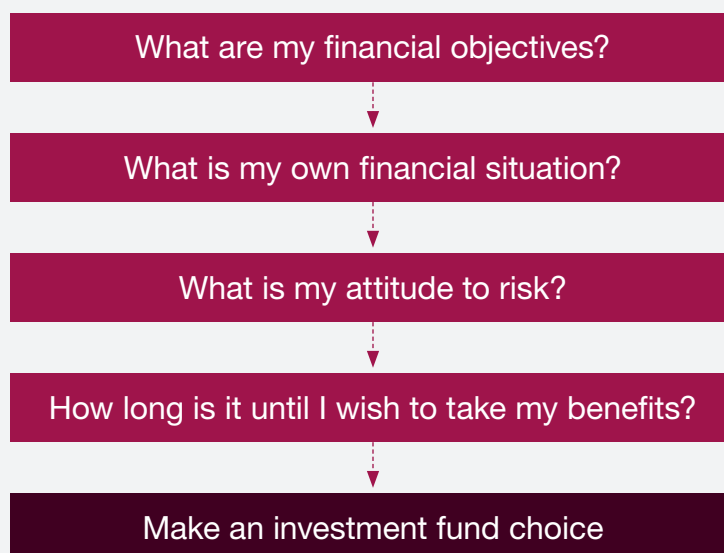 What are my financial objectives?
What is my own financial situation?
What is my attitude to risk?
How long is it until I wish to take my benefits?
Make an investment fund choice